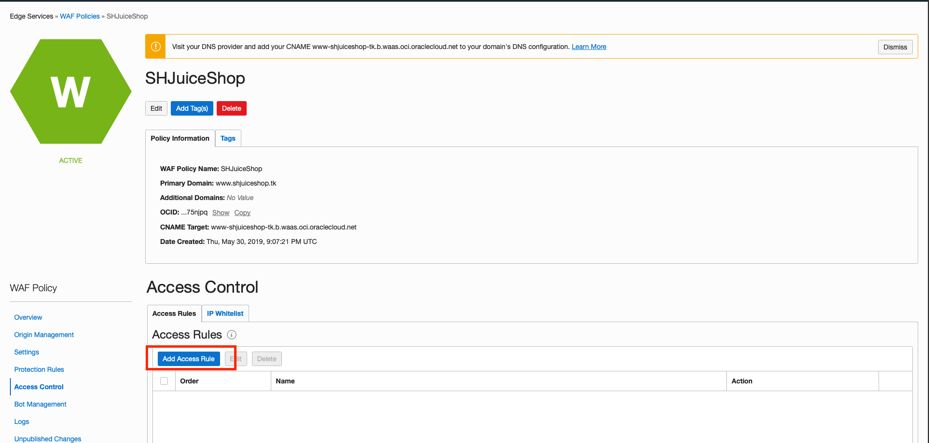 Edge Services » WAF Policies » SHJuiceShop
Visit your DNS provider and add your CNAME www-shjuiceshop-tk.b.waas.oci.oraclecloud.net to your domain's DNS configuration. Learn More
Dismiss
W
ACTIVE
SHJuiceShop
Edit Add Tag(s) Delete
Policy Information Tags
WAF Policy Name: SHJuiceShop
Primary Domain: www.shjuiceshop.tk
Additional Domains: No Value
OCID: ...75njpq Show Copy
CNAME Target: www-shjuiceshop-tk.b.waas.oci.oraclecloud.net
Date Created: Thu, May 30, 2019, 9:07:21 PM UTC
WAF Policy
Overview
Origin Management
Settings
Protection Rules
Access Control
Bot Management
Logs
Unpublished Changes
Access Control
Access Rules IP Whitelist
Access Rules
Add Access Rule Edit Delete
Order Name Action